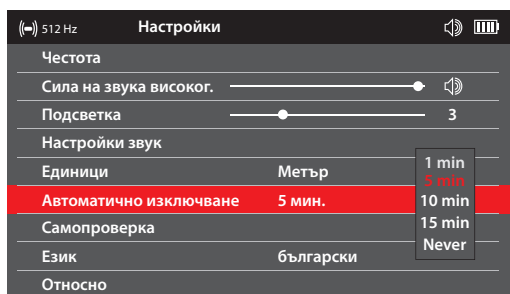 512 Hz Настройки
Честота
Сила на звука високог.
Подсветка 3
Настройки звук
Единици Метър
1 min
5 min
Автоматично изключване 5 мин.
10 min
Самопроверка
15 min
Never
Език български
Относно